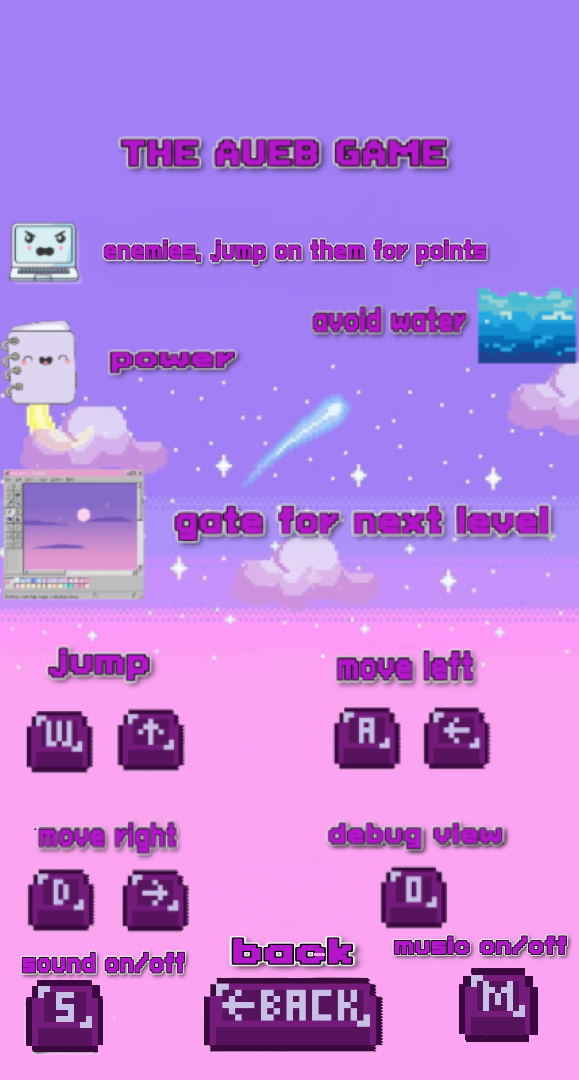 THE AUEB GAME
enemies, jump on them for points
avoid water
power
gate for next level
jump
move left
W ↑
A ←
move right
debug view
D →
0
sound on/off
back
music on/off
S
←BACK
M